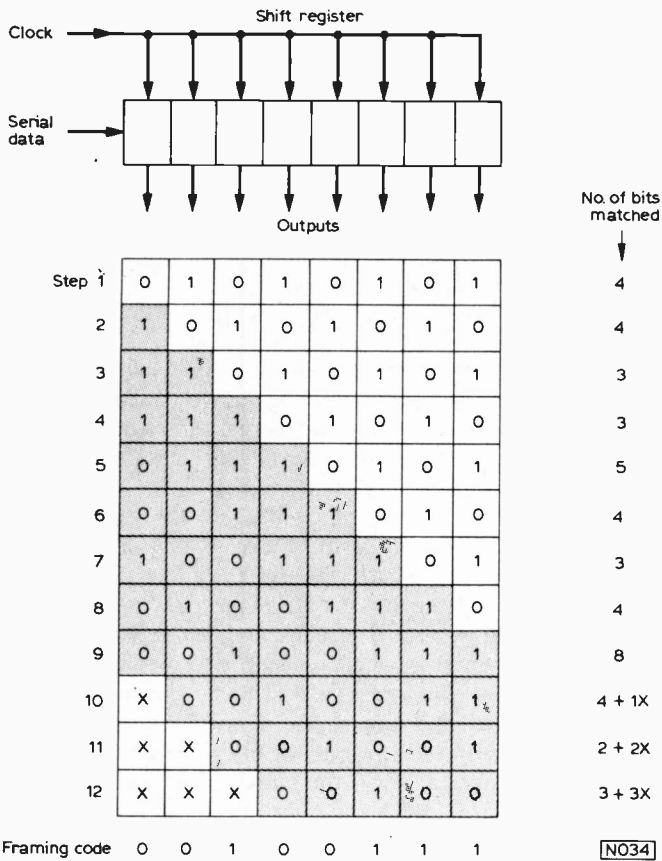 Shift register
Clock
Serial
data
Outputs
No. of bits
matched
Step 1 0 1 0 1 0 1 0 1 4
2 1 0 1 0 1 0 1 0 4
3 1 1 0 1 0 1 0 1 3
4 1 1 1 0 1 0 1 0 3
5 0 1 1 1 0 1 0 1 5
6 0 0 1 1 1 0 1 0 4
7 1 0 0 1 1 1 0 1 3
8 0 1 0 0 1 1 1 0 4
9 0 0 1 0 0 1 1 1 8
10 X 0 0 1 0 0 1 1 4 + 1X
11 X X 0 0 1 0 0 1 2 + 2X
12 X X X 0 0 1 0 0 3 + 3X
Framing code 0 0 1 0 0 1 1 1 N034